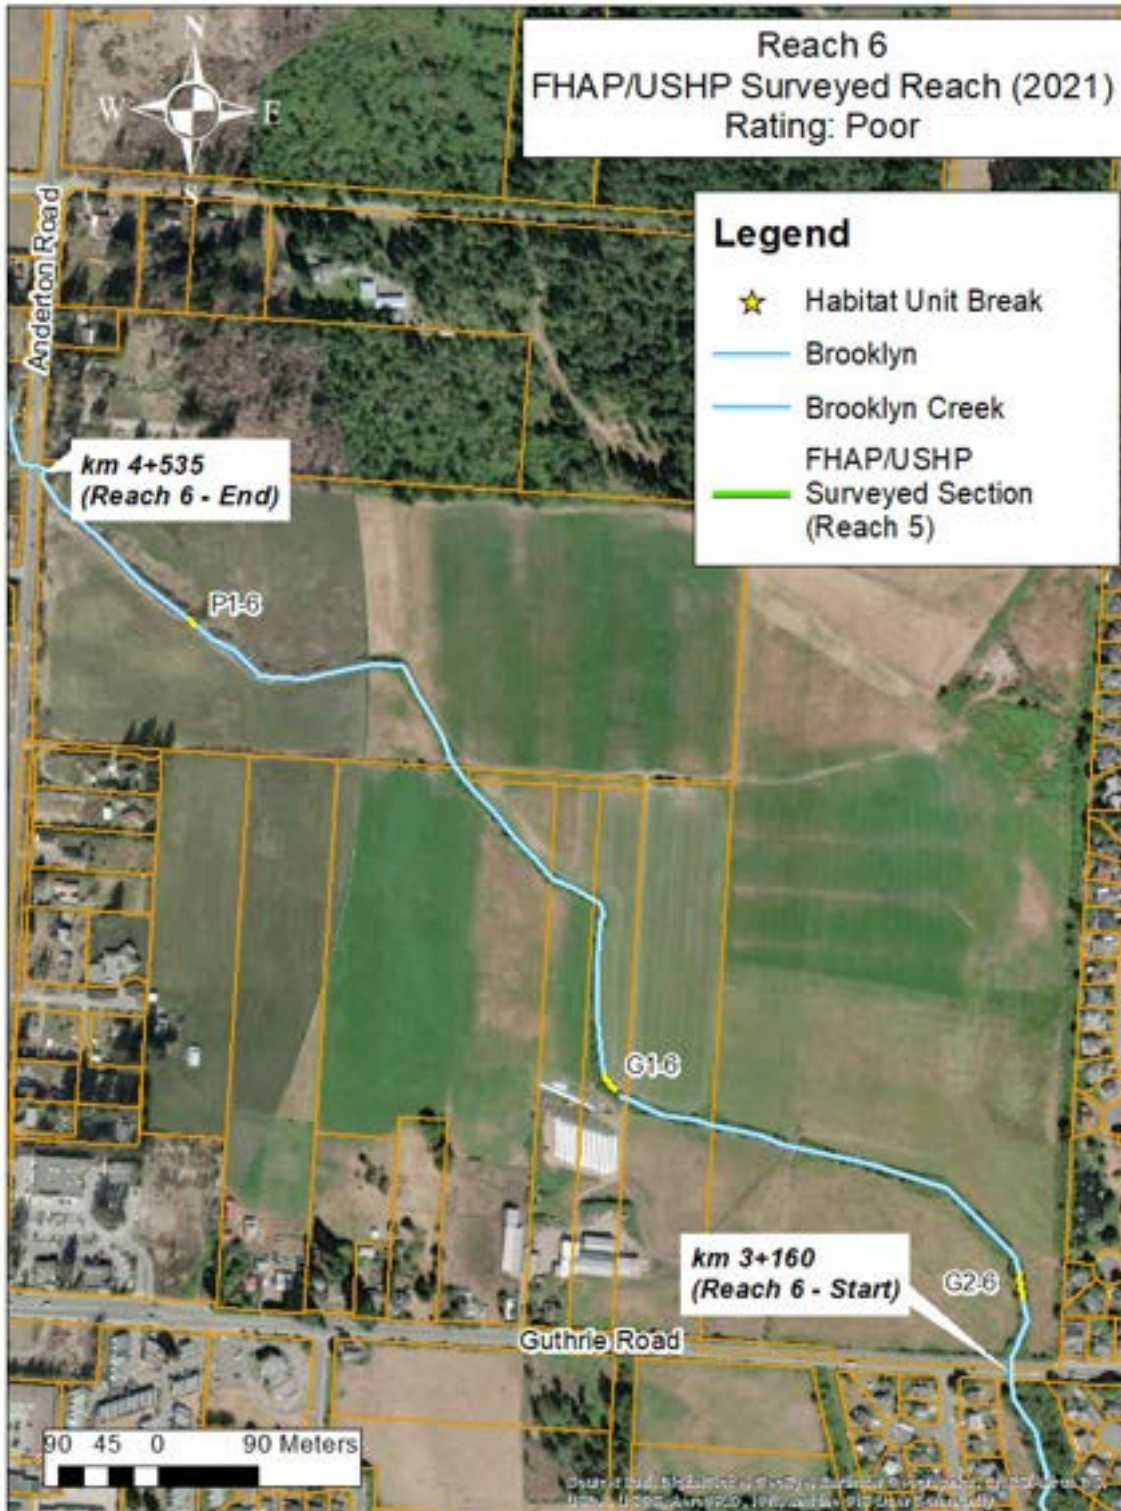 Reach 6
FHAP/USHP Surveyed Reach (2021)
Rating: Poor
N
W E
S
Legend
Habitat Unit Break
Brooklyn
Brooklyn Creek
FHAP/USHP
Surveyed Section
(Reach 5)
Anderton Road
km 4+535
(Reach 6 - End)
P1-6
G1-6
km 3+160
(Reach 6 - Start)
G2-6
Guthrie Road
90 45 0 90 Meters